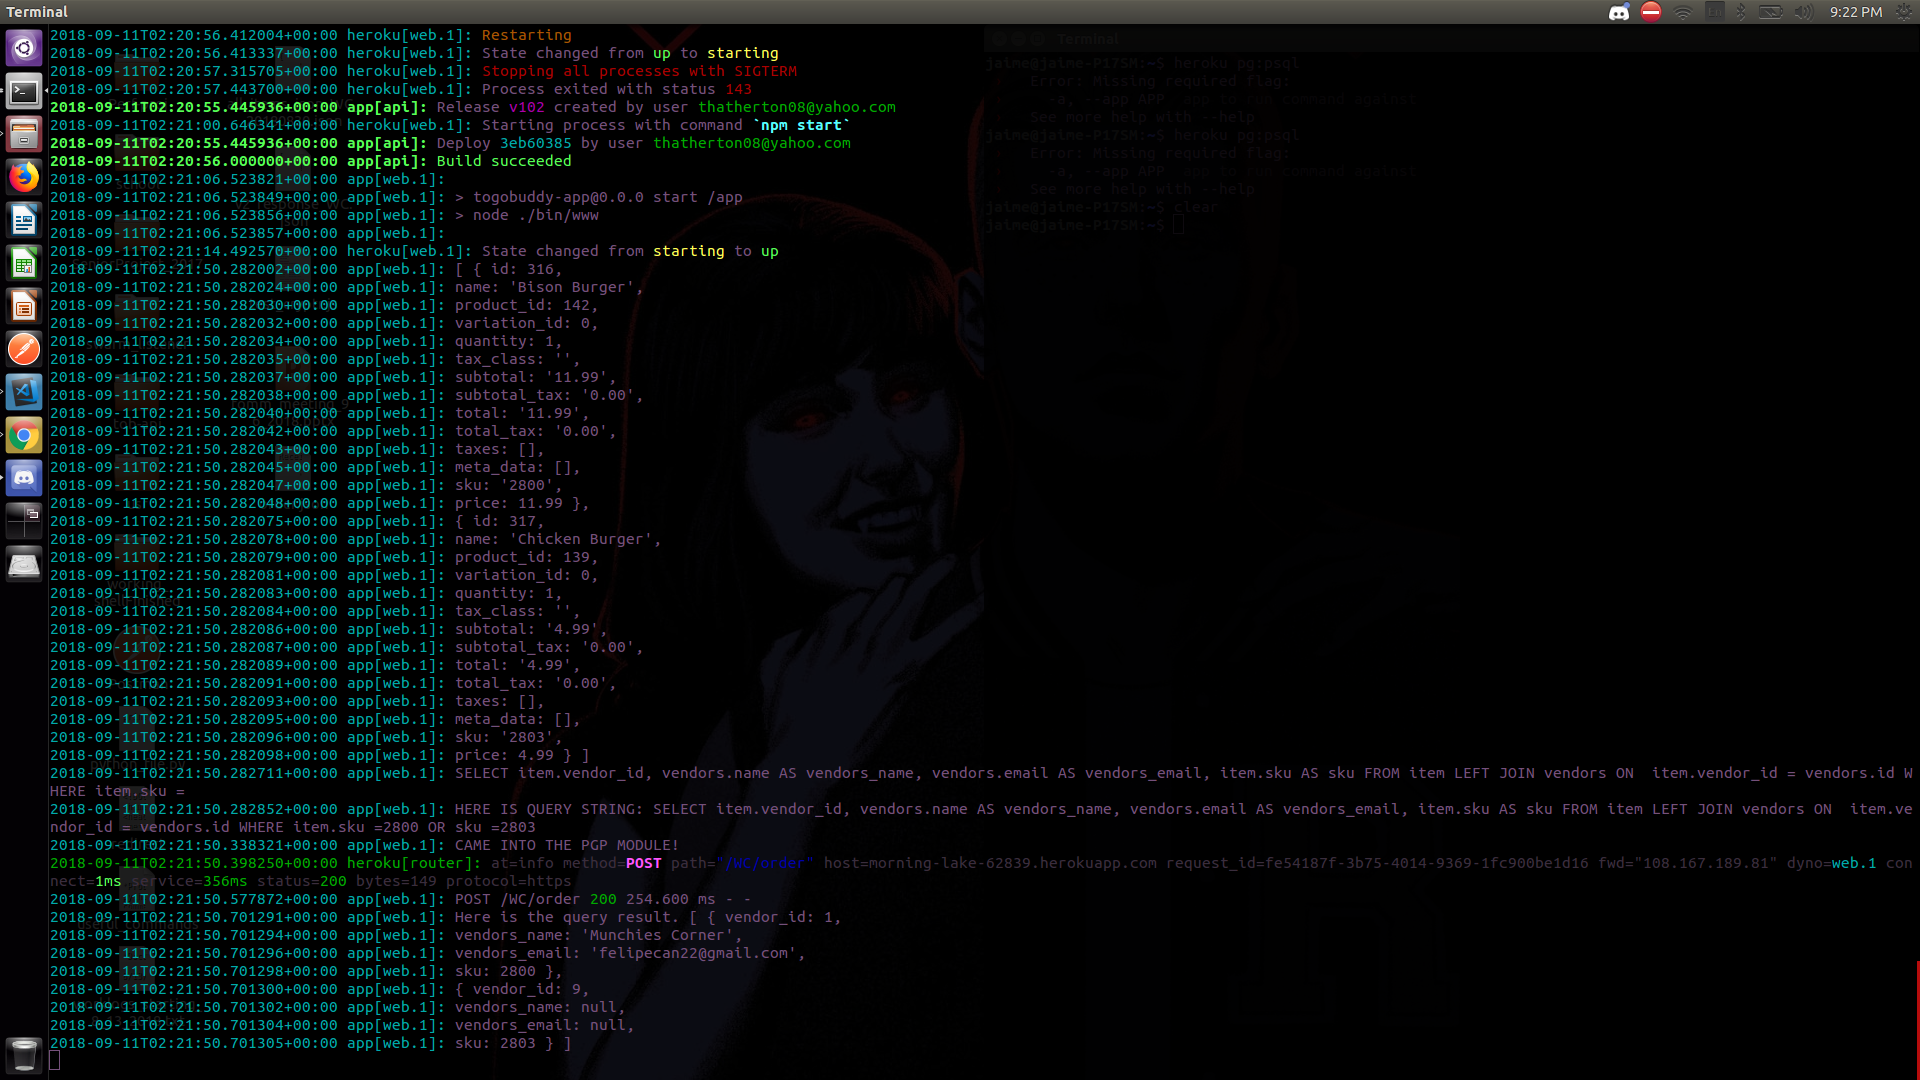 Terminal
9:22 PM
2018-09-11T02:20:56.412004+00:00 heroku[web.1]: Restarting
2018-09-11T02:20:56.413337+00:00 heroku[web.1]: State changed from up to starting
2018-09-11T02:20:57.315705+00:00 heroku[web.1]: Stopping all processes with SIGTERM
2018-09-11T02:20:57.443700+00:00 heroku[web.1]: Process exited with status 143
2018-09-11T02:20:55.445936+00:00 app[api]: Release v102 created by user thatherton08@yahoo.com
2018-09-11T02:21:00.646341+00:00 heroku[web.1]: Starting process with command `npm start`
2018-09-11T02:20:55.445936+00:00 app[api]: Deploy 3eb60385 by user thatherton08@yahoo.com
2018-09-11T02:20:56.000000+00:00 app[api]: Build succeeded
2018-09-11T02:21:06.523821+00:00 app[web.1]:
2018-09-11T02:21:06.523849+00:00 app[web.1]: > togobuddy-app@0.0.0 start /app
2018-09-11T02:21:06.523856+00:00 app[web.1]: > node ./bin/www
2018-09-11T02:21:06.523857+00:00 app[web.1]:
2018-09-11T02:21:14.492570+00:00 heroku[web.1]: State changed from starting to up
2018-09-11T02:21:50.282002+00:00 app[web.1]: [ { id: 316,
2018-09-11T02:21:50.282024+00:00 app[web.1]: name: 'Bison Burger',
2018-09-11T02:21:50.282030+00:00 app[web.1]: product_id: 142,
2018-09-11T02:21:50.282032+00:00 app[web.1]: variation_id: 0,
2018-09-11T02:21:50.282034+00:00 app[web.1]: quantity: 1,
2018-09-11T02:21:50.282035+00:00 app[web.1]: tax_class: '',
2018-09-11T02:21:50.282037+00:00 app[web.1]: subtotal: '11.99',
2018-09-11T02:21:50.282038+00:00 app[web.1]: subtotal_tax: '0.00',
2018-09-11T02:21:50.282040+00:00 app[web.1]: total: '11.99',
2018-09-11T02:21:50.282042+00:00 app[web.1]: total_tax: '0.00',
2018-09-11T02:21:50.282043+00:00 app[web.1]: taxes: [],
2018-09-11T02:21:50.282045+00:00 app[web.1]: meta_data: [],
2018-09-11T02:21:50.282047+00:00 app[web.1]: sku: '2800',
2018-09-11T02:21:50.282048+00:00 app[web.1]: price: 11.99 },
2018-09-11T02:21:50.282075+00:00 app[web.1]: { id: 317,
2018-09-11T02:21:50.282078+00:00 app[web.1]: name: 'Chicken Burger',
2018-09-11T02:21:50.282079+00:00 app[web.1]: product_id: 139,
2018-09-11T02:21:50.282081+00:00 app[web.1]: variation_id: 0,
2018-09-11T02:21:50.282083+00:00 app[web.1]: quantity: 1,
2018-09-11T02:21:50.282084+00:00 app[web.1]: tax_class: '',
2018-09-11T02:21:50.282086+00:00 app[web.1]: subtotal: '4.99',
2018-09-11T02:21:50.282087+00:00 app[web.1]: subtotal_tax: '0.00',
2018-09-11T02:21:50.282089+00:00 app[web.1]: total: '4.99',
2018-09-11T02:21:50.282091+00:00 app[web.1]: total_tax: '0.00',
2018-09-11T02:21:50.282093+00:00 app[web.1]: taxes: [],
2018-09-11T02:21:50.282095+00:00 app[web.1]: meta_data: [],
2018-09-11T02:21:50.282096+00:00 app[web.1]: sku: '2803',
2018-09-11T02:21:50.282098+00:00 app[web.1]: price: 4.99 } ]
2018-09-11T02:21:50.282711+00:00 app[web.1]: SELECT item.vendor_id, vendors.name AS vendors_name, vendors.email AS vendors_email, item.sku AS sku FROM item LEFT JOIN vendors ON  item.vendor_id = vendors.id W
HERE item.sku =
2018-09-11T02:21:50.282852+00:00 app[web.1]: HERE IS QUERY STRING: SELECT item.vendor_id, vendors.name AS vendors_name, vendors.email AS vendors_email, item.sku AS sku FROM item LEFT JOIN vendors ON  item.ve
ndor_id = vendors.id WHERE item.sku =2800 OR sku =2803
2018-09-11T02:21:50.338321+00:00 app[web.1]: CAME INTO THE PGP MODULE!
2018-09-11T02:21:50.398250+00:00 heroku[router]: at=info method=POST path="/WC/order" host=morning-lake-62839.herokuapp.com request_id=fe54187f-3b75-4014-9369-1fc900be1d16 fwd="108.167.189.81" dyno=web.1 con
nect=1ms service=356ms status=200 bytes=149 protocol=https
2018-09-11T02:21:50.577872+00:00 app[web.1]: POST /WC/order 200 254.600 ms - -
2018-09-11T02:21:50.701291+00:00 app[web.1]: Here is the query result. [ { vendor_id: 1,
2018-09-11T02:21:50.701294+00:00 app[web.1]: vendors_name: 'Munchies Corner',
2018-09-11T02:21:50.701296+00:00 app[web.1]: vendors_email: 'felipecan22@gmail.com',
2018-09-11T02:21:50.701298+00:00 app[web.1]: sku: 2800 },
2018-09-11T02:21:50.701300+00:00 app[web.1]: { vendor_id: 9,
2018-09-11T02:21:50.701302+00:00 app[web.1]: vendors_name: null,
2018-09-11T02:21:50.701304+00:00 app[web.1]: vendors_email: null,
2018-09-11T02:21:50.701305+00:00 app[web.1]: sku: 2803 } ]
Terminal
jaime@jaime-P17SM:~$ heroku pg:psql
Error: Missing required flag:
-a, --app APP  app to run command against
See more help with --help
jaime@jaime-P17SM:~$ heroku pg:psql
Error: Missing required flag:
-a, --app APP  app to run command against
See more help with --help
jaime@jaime-P17SM:~$ clear
jaime@jaime-P17SM:~$